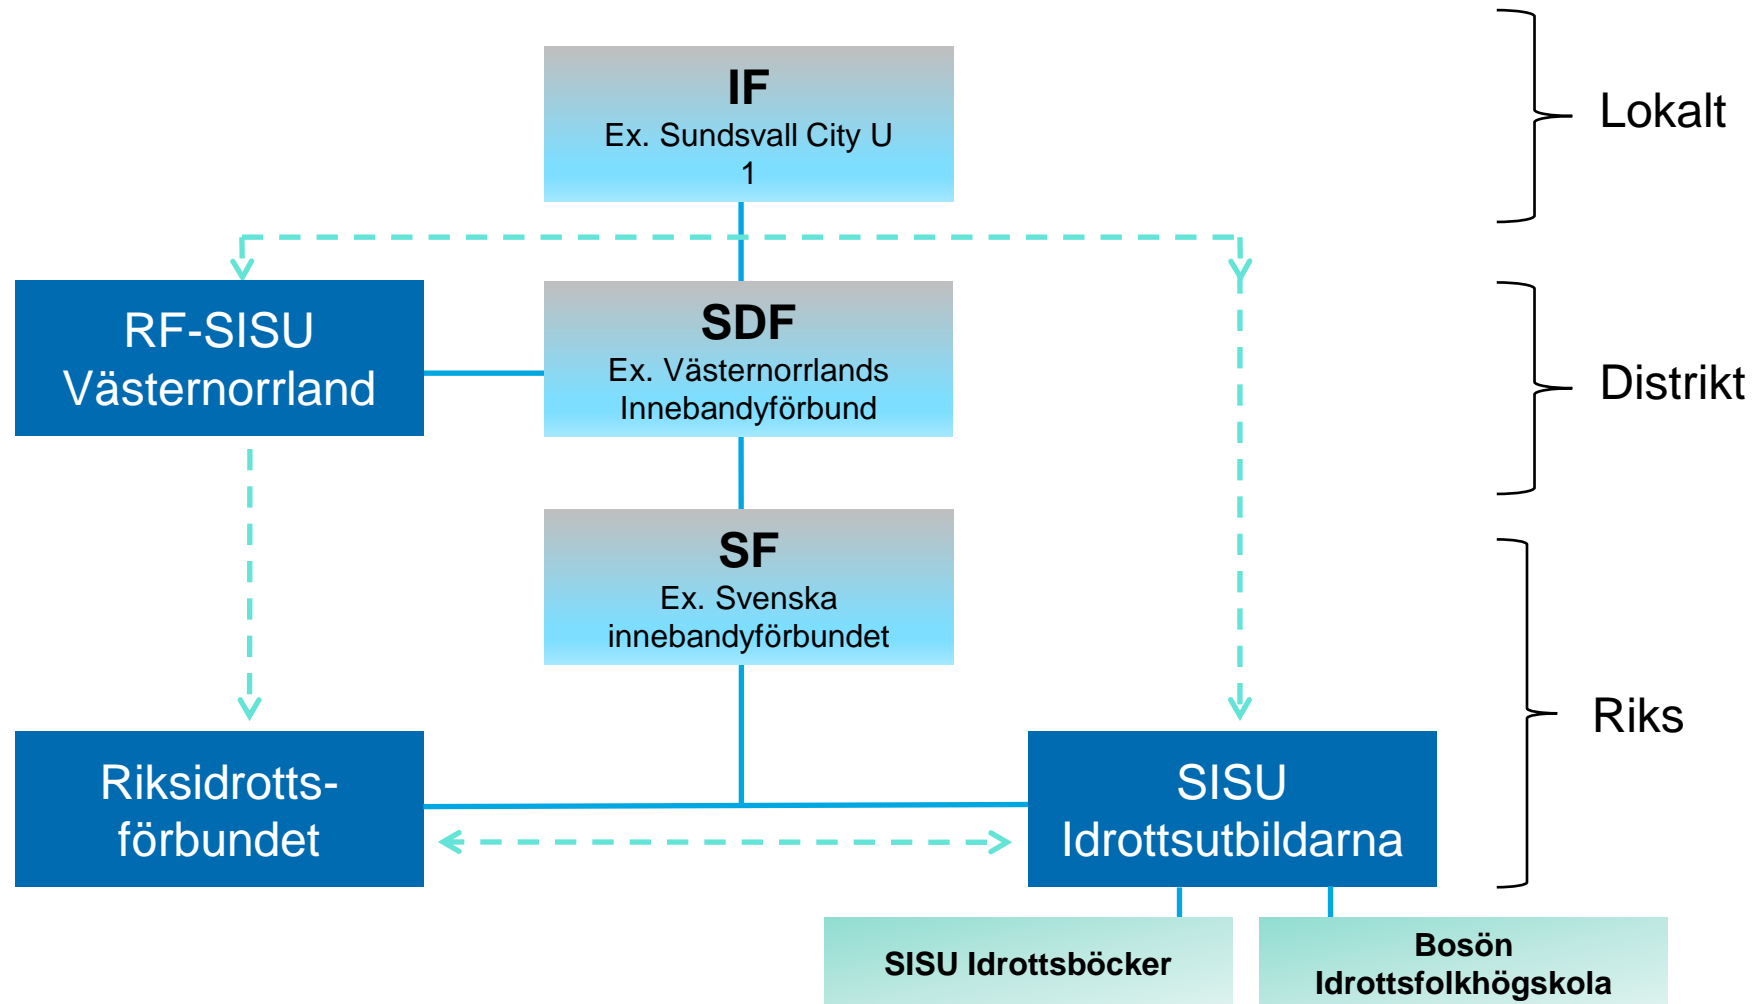 IF
Ex. Sundsvall City U
1
Lokalt
RF-SISU
Västernorrland
SDF
Ex. Västernorrlands
Innebandyförbund
Distrikt
SF
Ex. Svenska
innebandyförbundet
Riks
Riksidrotts-
förbundet
SISU
Idrottsutbildarna
SISU Idrottsböcker
Bosön
Idrottsfolkhögskola